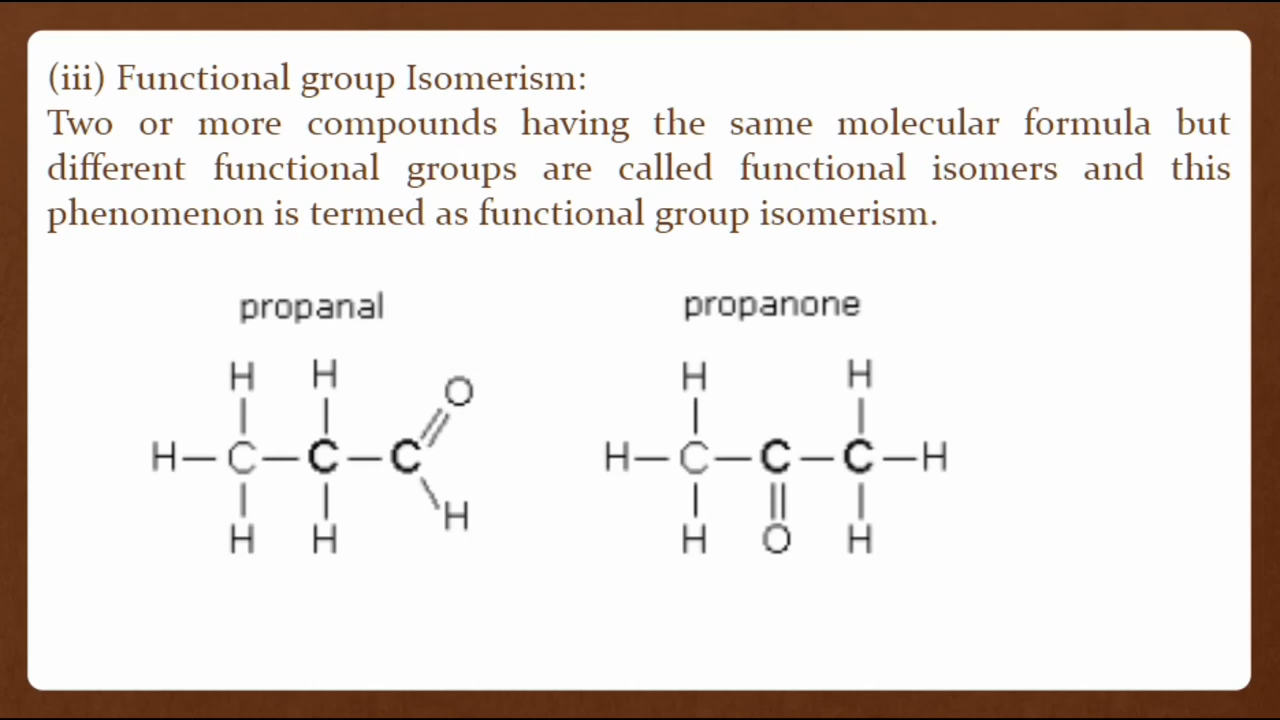 (iii) Functional group Isomerism:
Two or more compounds having the same molecular formula but
different functional groups are called functional isomers and this
phenomenon is termed as functional group isomerism.
propanal propanone
H H O H H
H—C—C—C H—C—C—C—H
H H H H O H